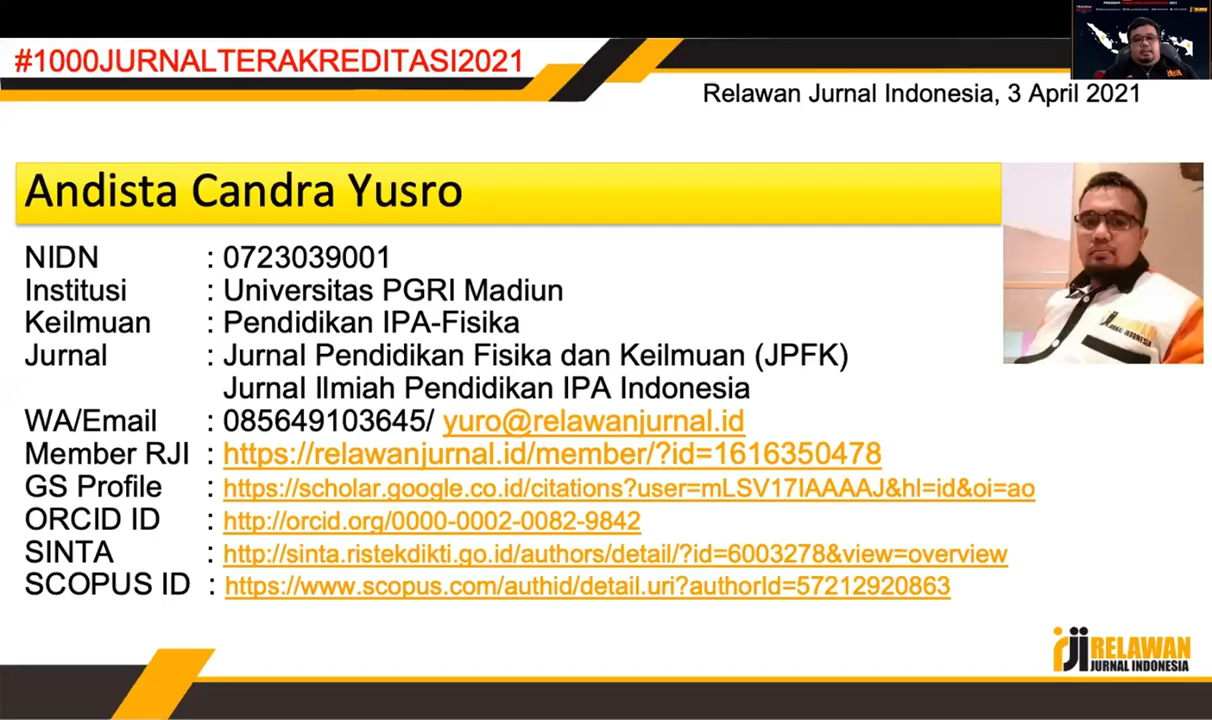 #1000JURNALTERAKREDITASI2021
Relawan Jurnal Indonesia, 3 April 2021
Andista Candra Yusro
NIDN : 0723039001
Institusi : Universitas PGRI Madiun
Keilmuan : Pendidikan IPA-Fisika
Jurnal : Jurnal Pendidikan Fisika dan Keilmuan (JPFK)
Jurnal Ilmiah Pendidikan IPA Indonesia
WA/Email : 085649103645/ yuro@relawanjurnal.id
Member RJI : https://relawanjurnal.id/member/?id=1616350478
GS Profile : https://scholar.google.co.id/citations?user=mLSV17IAAAAJ&hl=id&oi=ao
ORCID ID : http://orcid.org/0000-0002-0082-9842
SINTA : http://sinta.ristekdikti.go.id/authors/detail/?id=6003278&view=overview
SCOPUS ID : https://www.scopus.com/authid/detail.uri?authorId=57212920863
rji RELAWAN
JURNAL INDONESIA